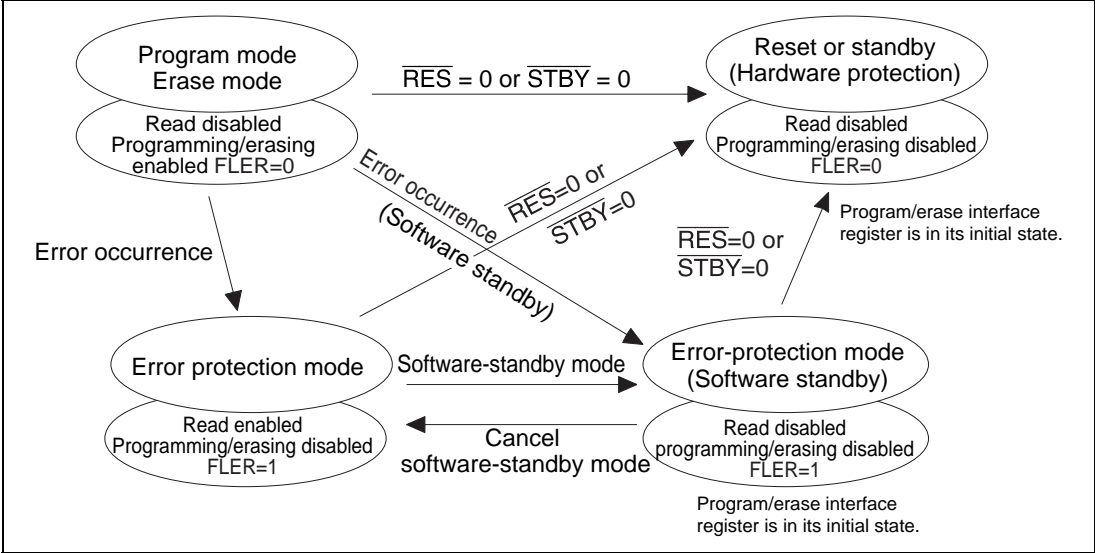 Program mode
Erase mode
Read disabled
Programming/erasing
enabled FLER=0
RES = 0 or STBY = 0
Reset or standby
(Hardware protection)
Read disabled
Programming/erasing disabled
FLER=0
Program/erase interface
register is in its initial state.
Error occurrence
Error occurrence
(Software standby)
RES=0 or
STBY=0
RES=0 or
STBY=0
Error protection mode
Read enabled
Programming/erasing disabled
FLER=1
Software-standby mode
Cancel
software-standby mode
Error-protection mode
(Software standby)
Read disabled
programming/erasing disabled
FLER=1
Program/erase interface
register is in its initial state.